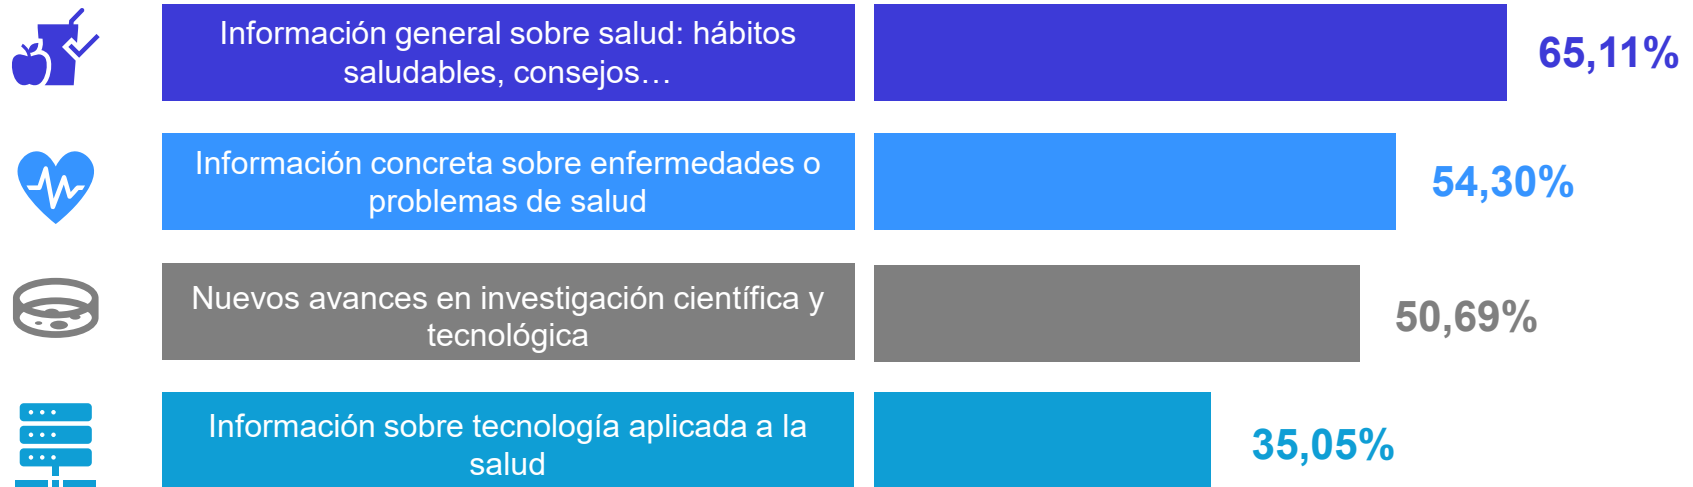 Información general sobre salud: hábitos
saludables, consejos…
65,11%
Información concreta sobre enfermedades o
problemas de salud
54,30%
Nuevos avances en investigación científica y
tecnológica
50,69%
Información sobre tecnología aplicada a la
salud
35,05%